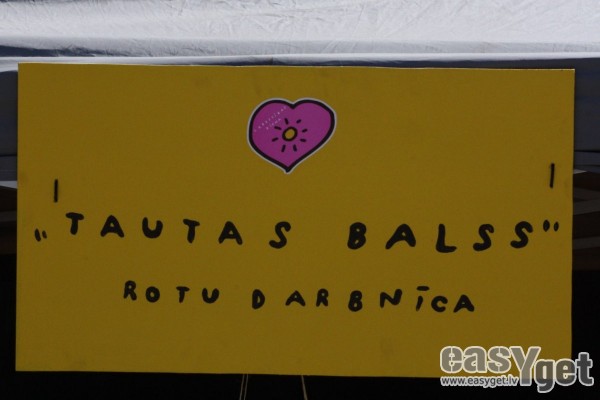 „TAUTAS BALSS"
ROTU DARBNĪCA
easYget
www.easyget.lv